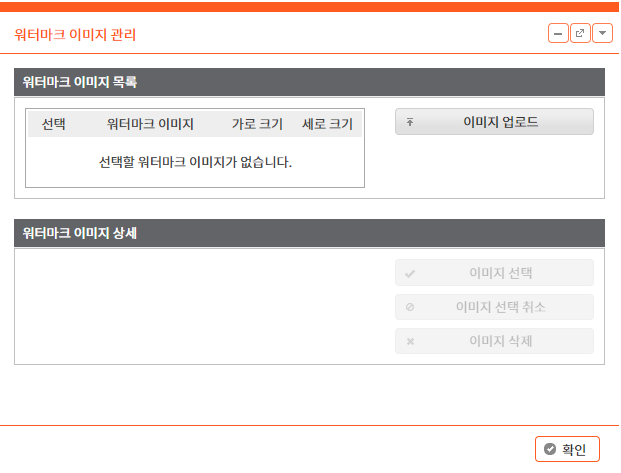 워터마크 이미지 관리
워터마크 이미지 목록
선택 워터마크 이미지 가로 크기 세로 크기
선택할 워터마크 이미지가 없습니다.
이미지 업로드
워터마크 이미지 상세
이미지 선택
이미지 선택 취소
이미지 삭제
확인